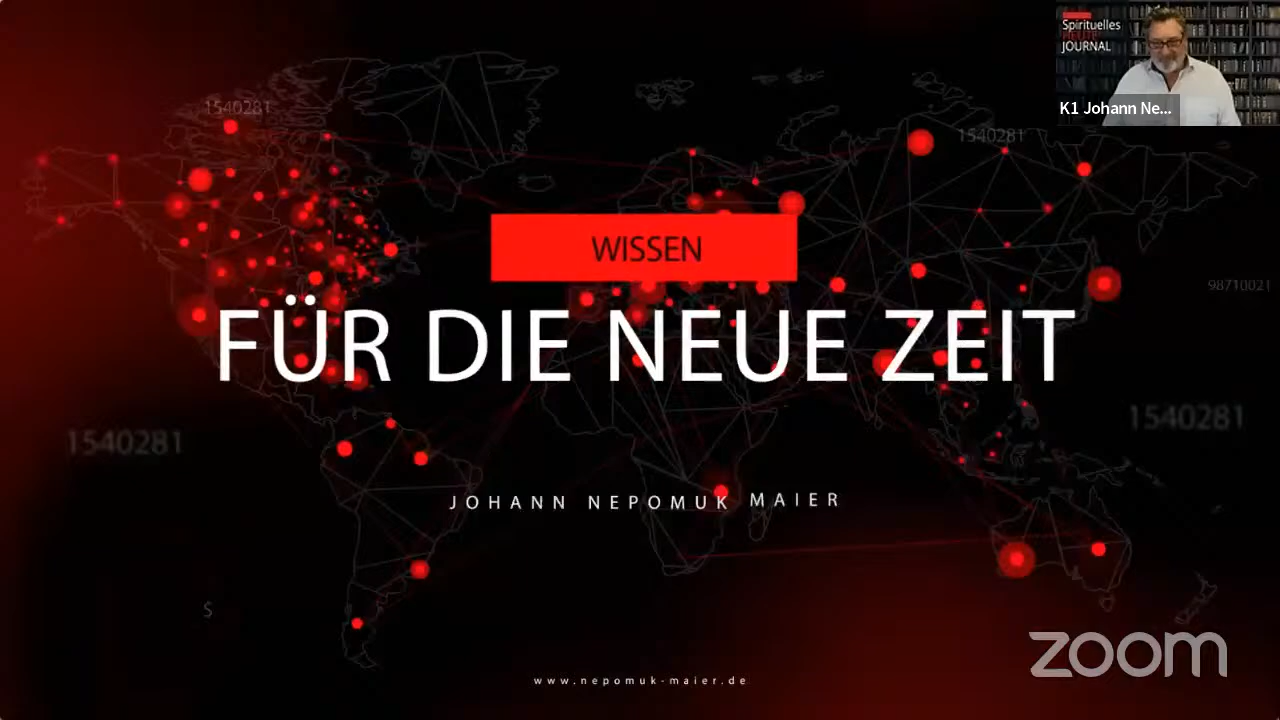 Spirituelles
HEUTE
JOURNAL
K1 Johann Ne...
1540281
1540281
WISSEN
98710021
FÜR DIE NEUE ZEIT
1540281
1540281
JOHANN NEPOMUK MAIER
$
zoom
www.nepomuk-maier.de